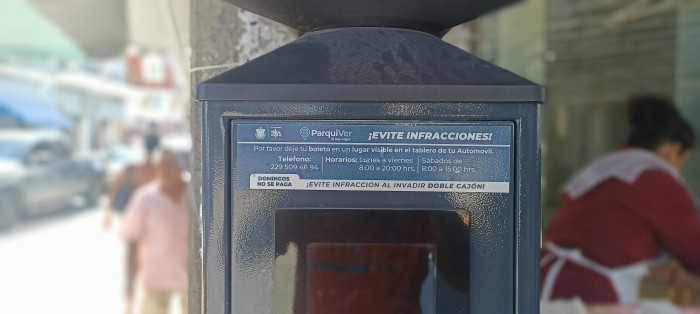 ParquiVer ¡EVITE INFRACCIONES!
Por favor deje tu boleto en un lugar visible en el tablero de tu Automovil.
Teléfono: Horarios: Lunes a viernes Sábados de
229 509 46 94 8:00 a 20:00 hrs. 8:00 a 15:00 hrs.
DOMINGOS
NO SE PAGA ¡EVITE INFRACCIÓN AL INVADIR DOBLE CAJÓN!